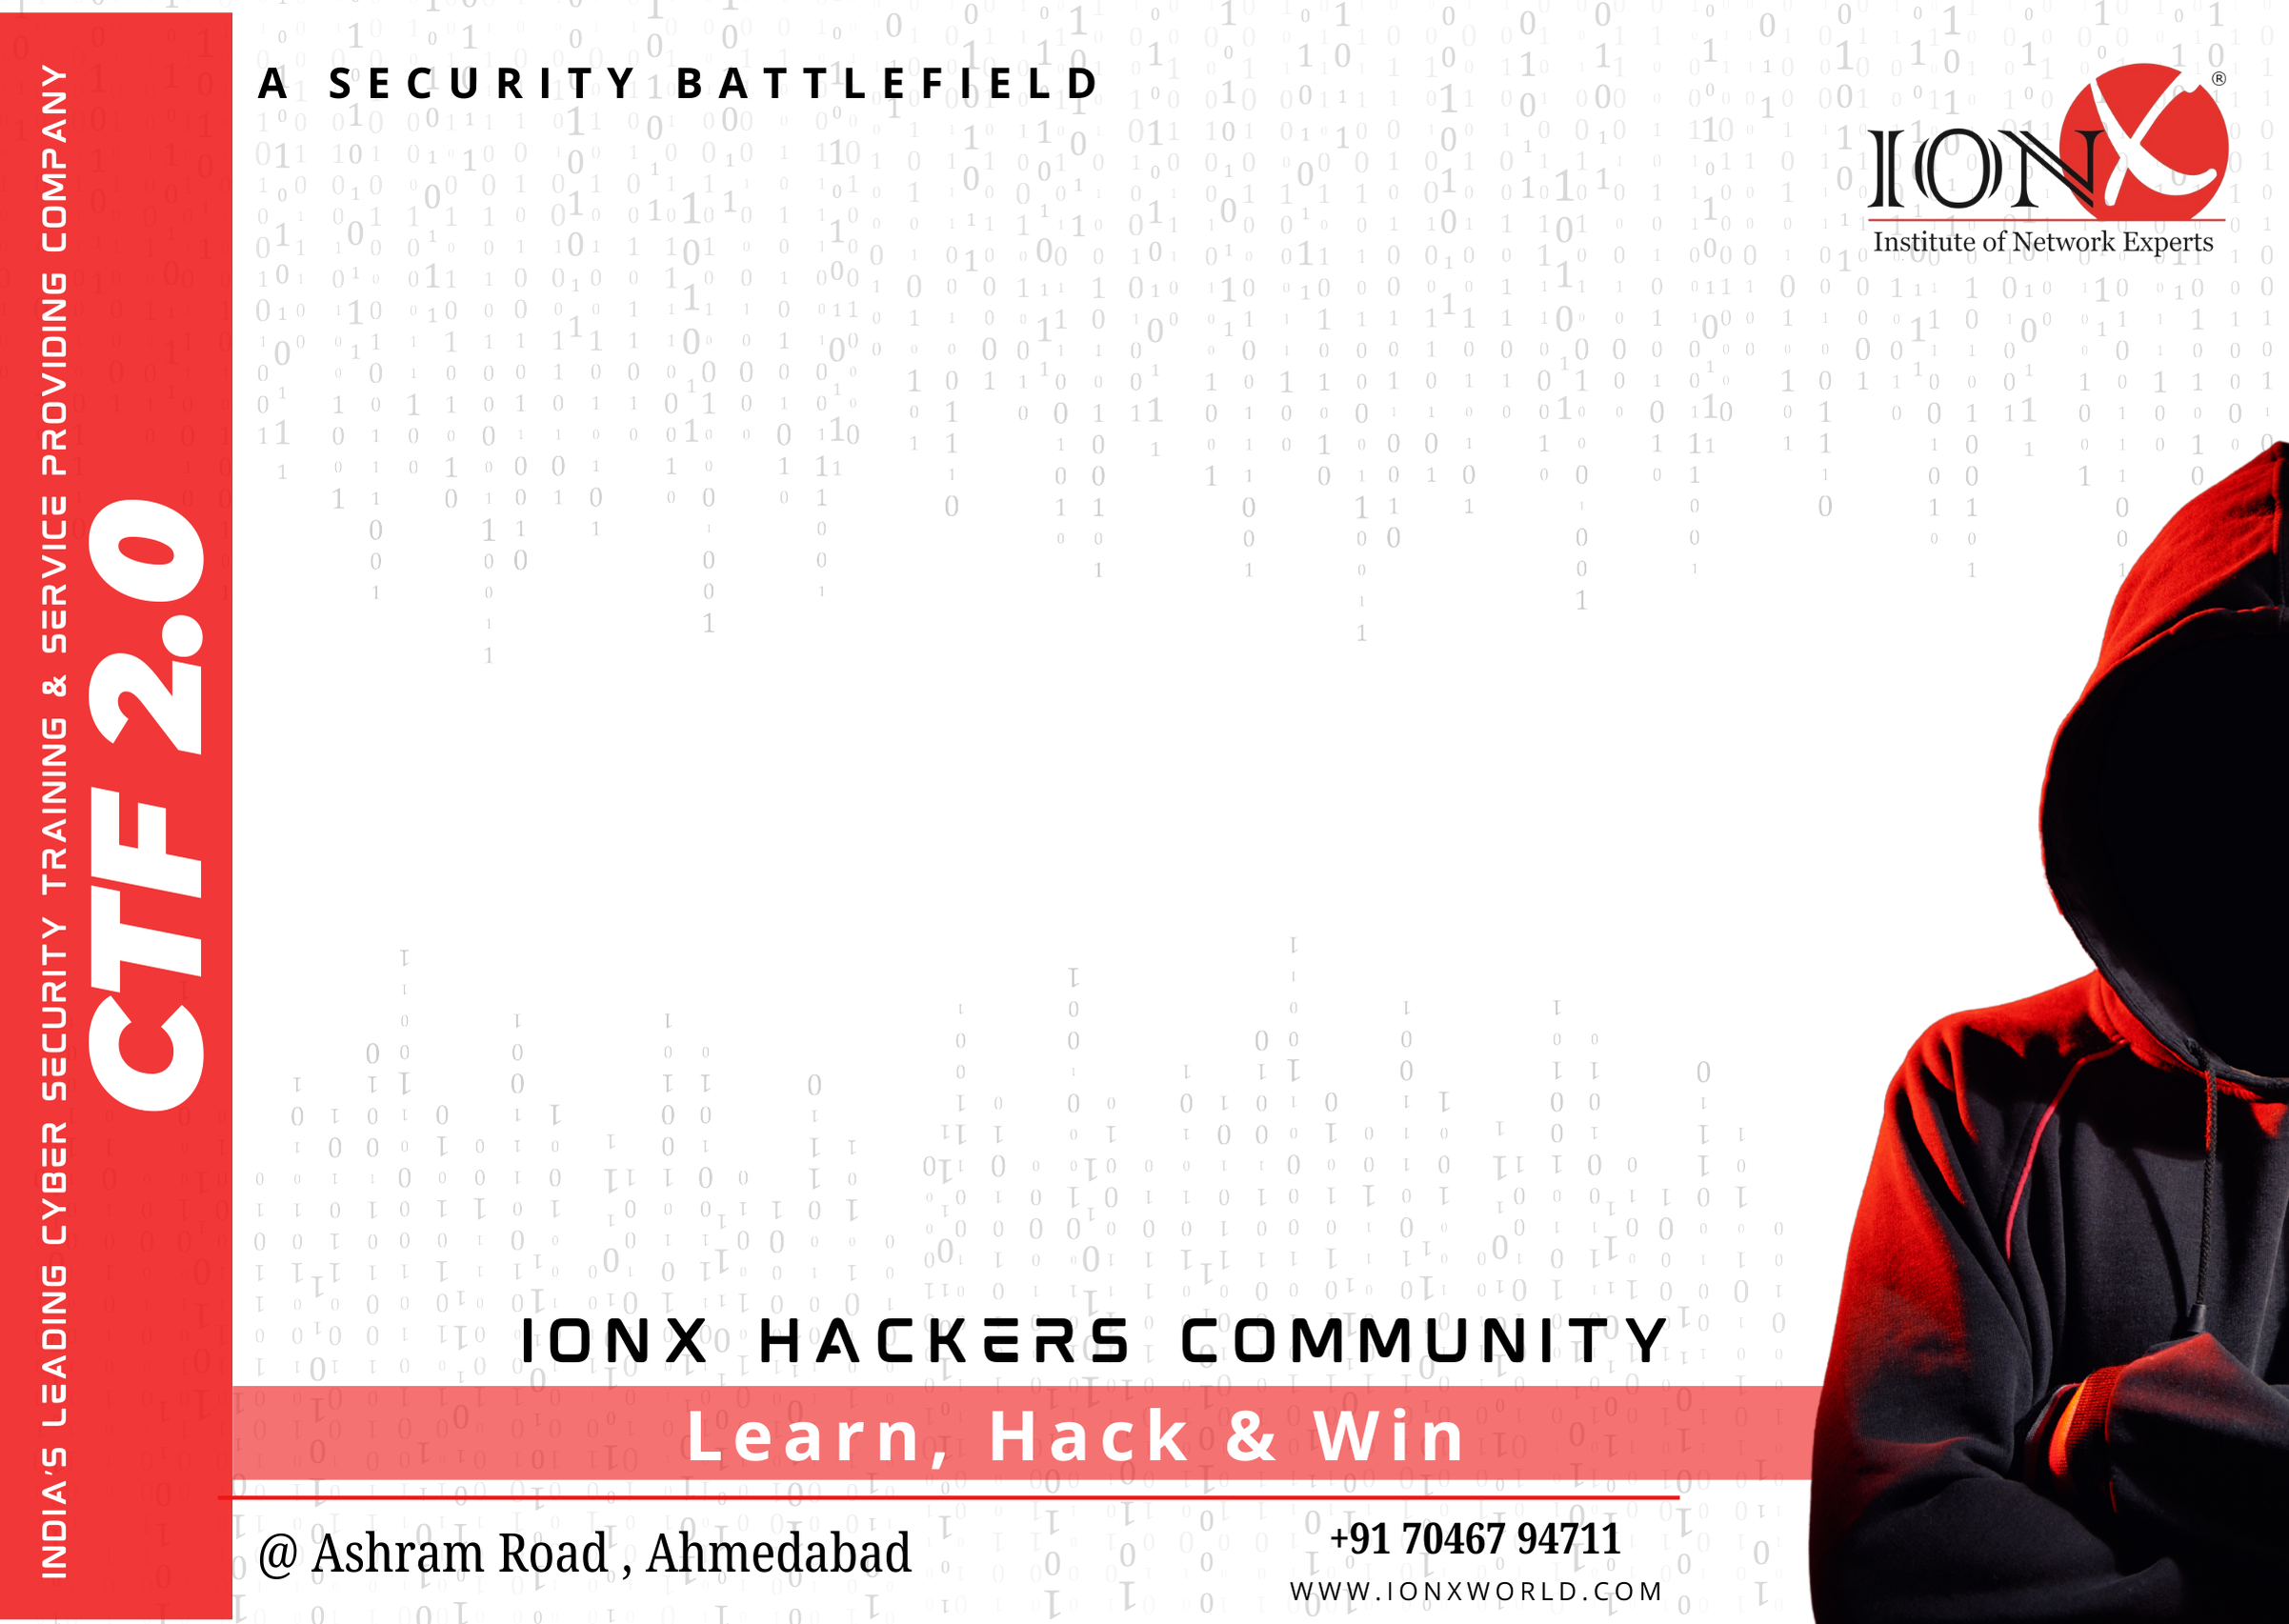 A SECURITY BATTLEFIELD
IONX ®
Institute of Network Experts
INDIA'S LEADING CYBER SECURITY TRAINING & SERVICE PROVIDING COMPANY
CTF 2.0
IONX HACKERS COMMUNITY
Learn, Hack & Win
@ Ashram Road , Ahmedabad
+91 70467 94711
WWW.IONXWORLD.COM